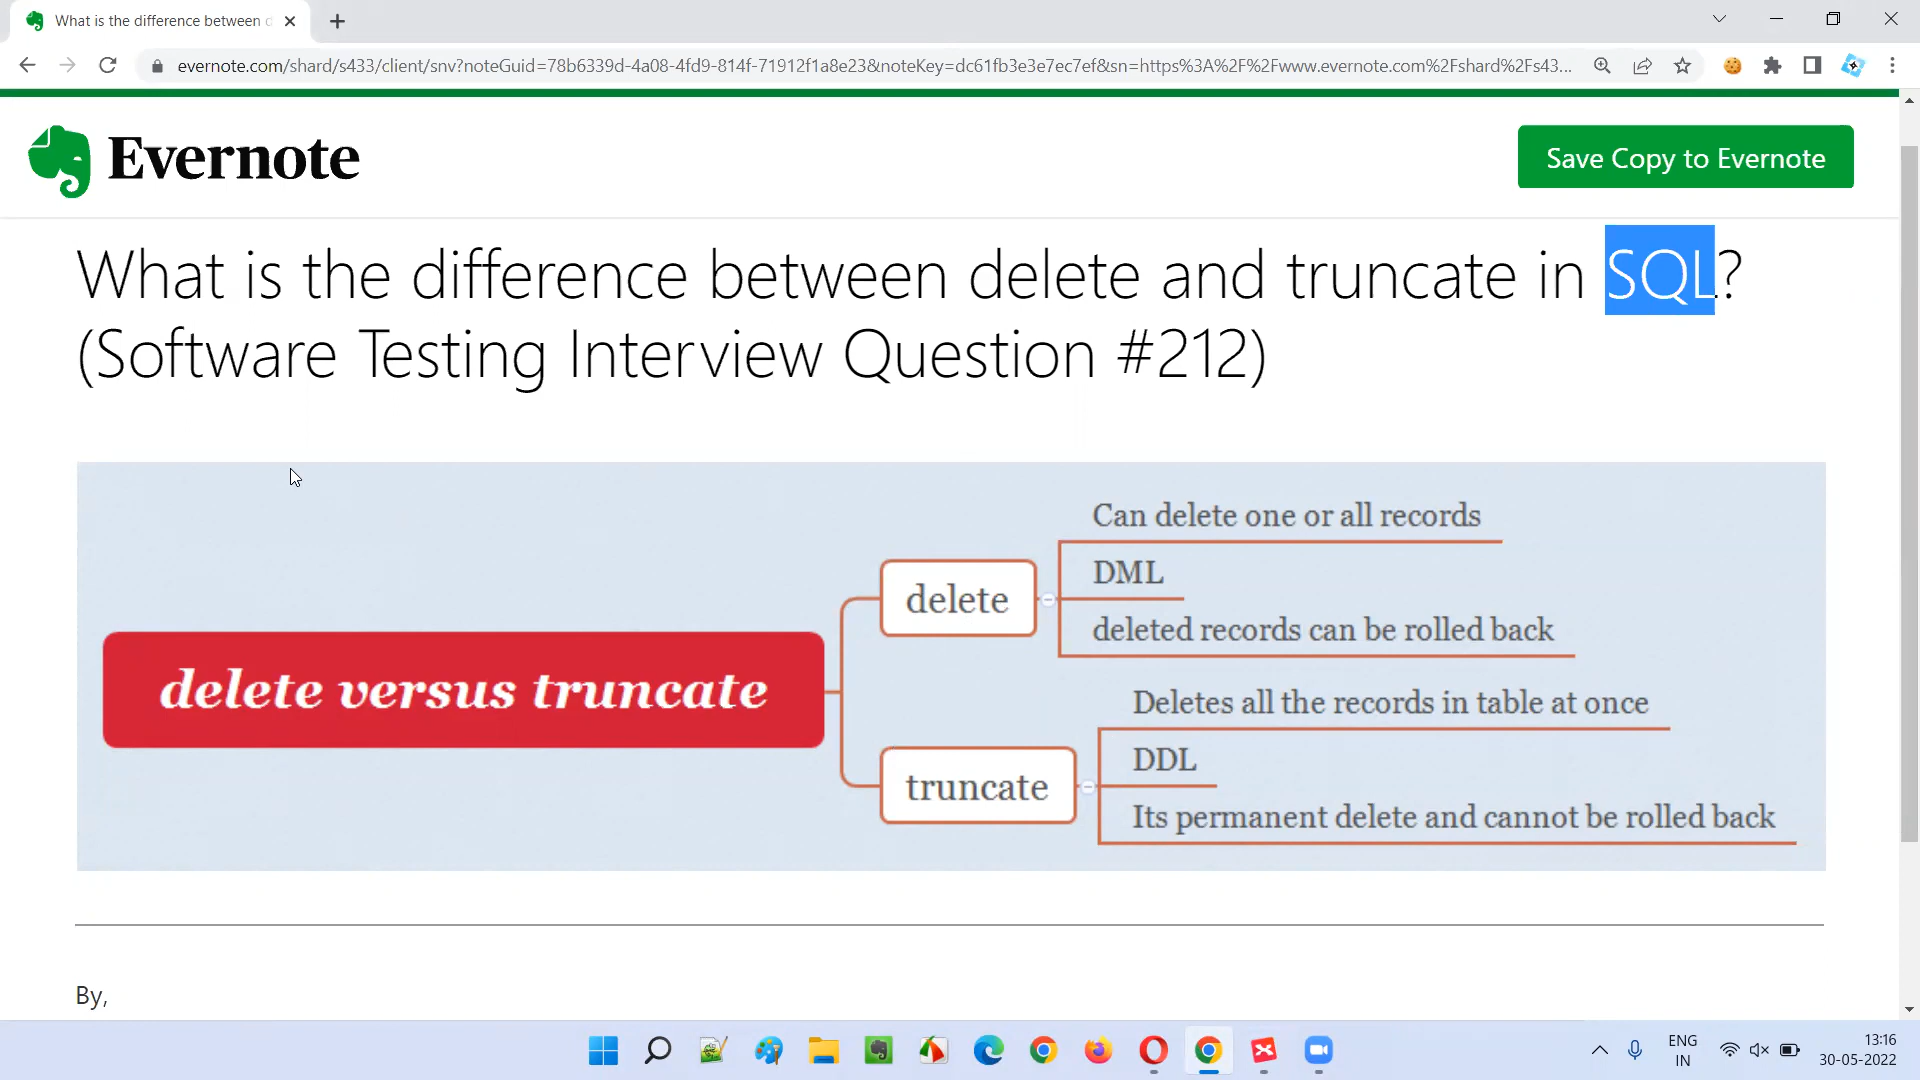 What is the difference between d
evernote.com/shard/s433/client/snv?noteGuid=78b6339d-4a08-4fd9-814f-71912f1a8e23&noteKey=dc61fb3e3e7ec7ef&sn=https%3A%2F%2Fwww.evernote.com%2Fshard%2Fs43...
Evernote
Save Copy to Evernote
What is the difference between delete and truncate in SQL?
(Software Testing Interview Question #212)
Can delete one or all records
DML
delete
deleted records can be rolled back
delete versus truncate
Deletes all the records in table at once
DDL
truncate
Its permanent delete and cannot be rolled back
By,
ENG
IN
13:16
30-05-2022